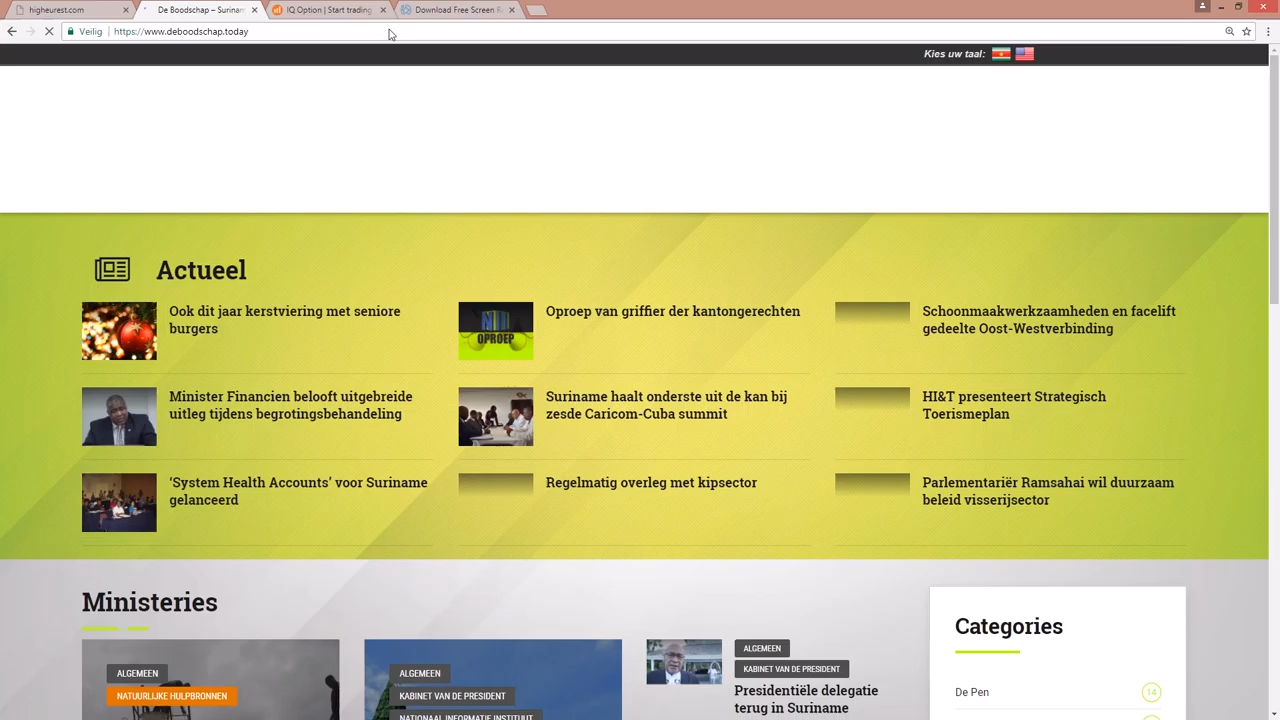 higheurest.com
De Boodschap – Surinam
IQ Option | Start trading
Download Free Screen R
Veilig
https://www.deboodschap.today
Kies uw taal:
Actueel
Ook dit jaar kerstviering met seniore
burgers
OPROEP
Oproep van griffier der kantongerechten
Schoonmaakwerkzaamheden en facelift
gedeelte Oost-Westverbinding
Minister Financien belooft uitgebreide
uitleg tijdens begrotingsbehandeling
Suriname haalt onderste uit de kan bij
zesde Caricom-Cuba summit
HI&T presenteert Strategisch
Toerismeplan
‘System Health Accounts’ voor Suriname
gelanceerd
Regelmatig overleg met kipsector
Parlementariër Ramsahai wil duurzaam
beleid visserijsector
Ministeries
ALGEMEEN
NATUURLIJKE HULPBRONNEN
ALGEMEEN
KABINET VAN DE PRESIDENT
NATIONAAL INFORMATIE INSTITUUT
ALGEMEEN
KABINET VAN DE PRESIDENT
Presidentiële delegatie
terug in Suriname
Categories
De Pen
14